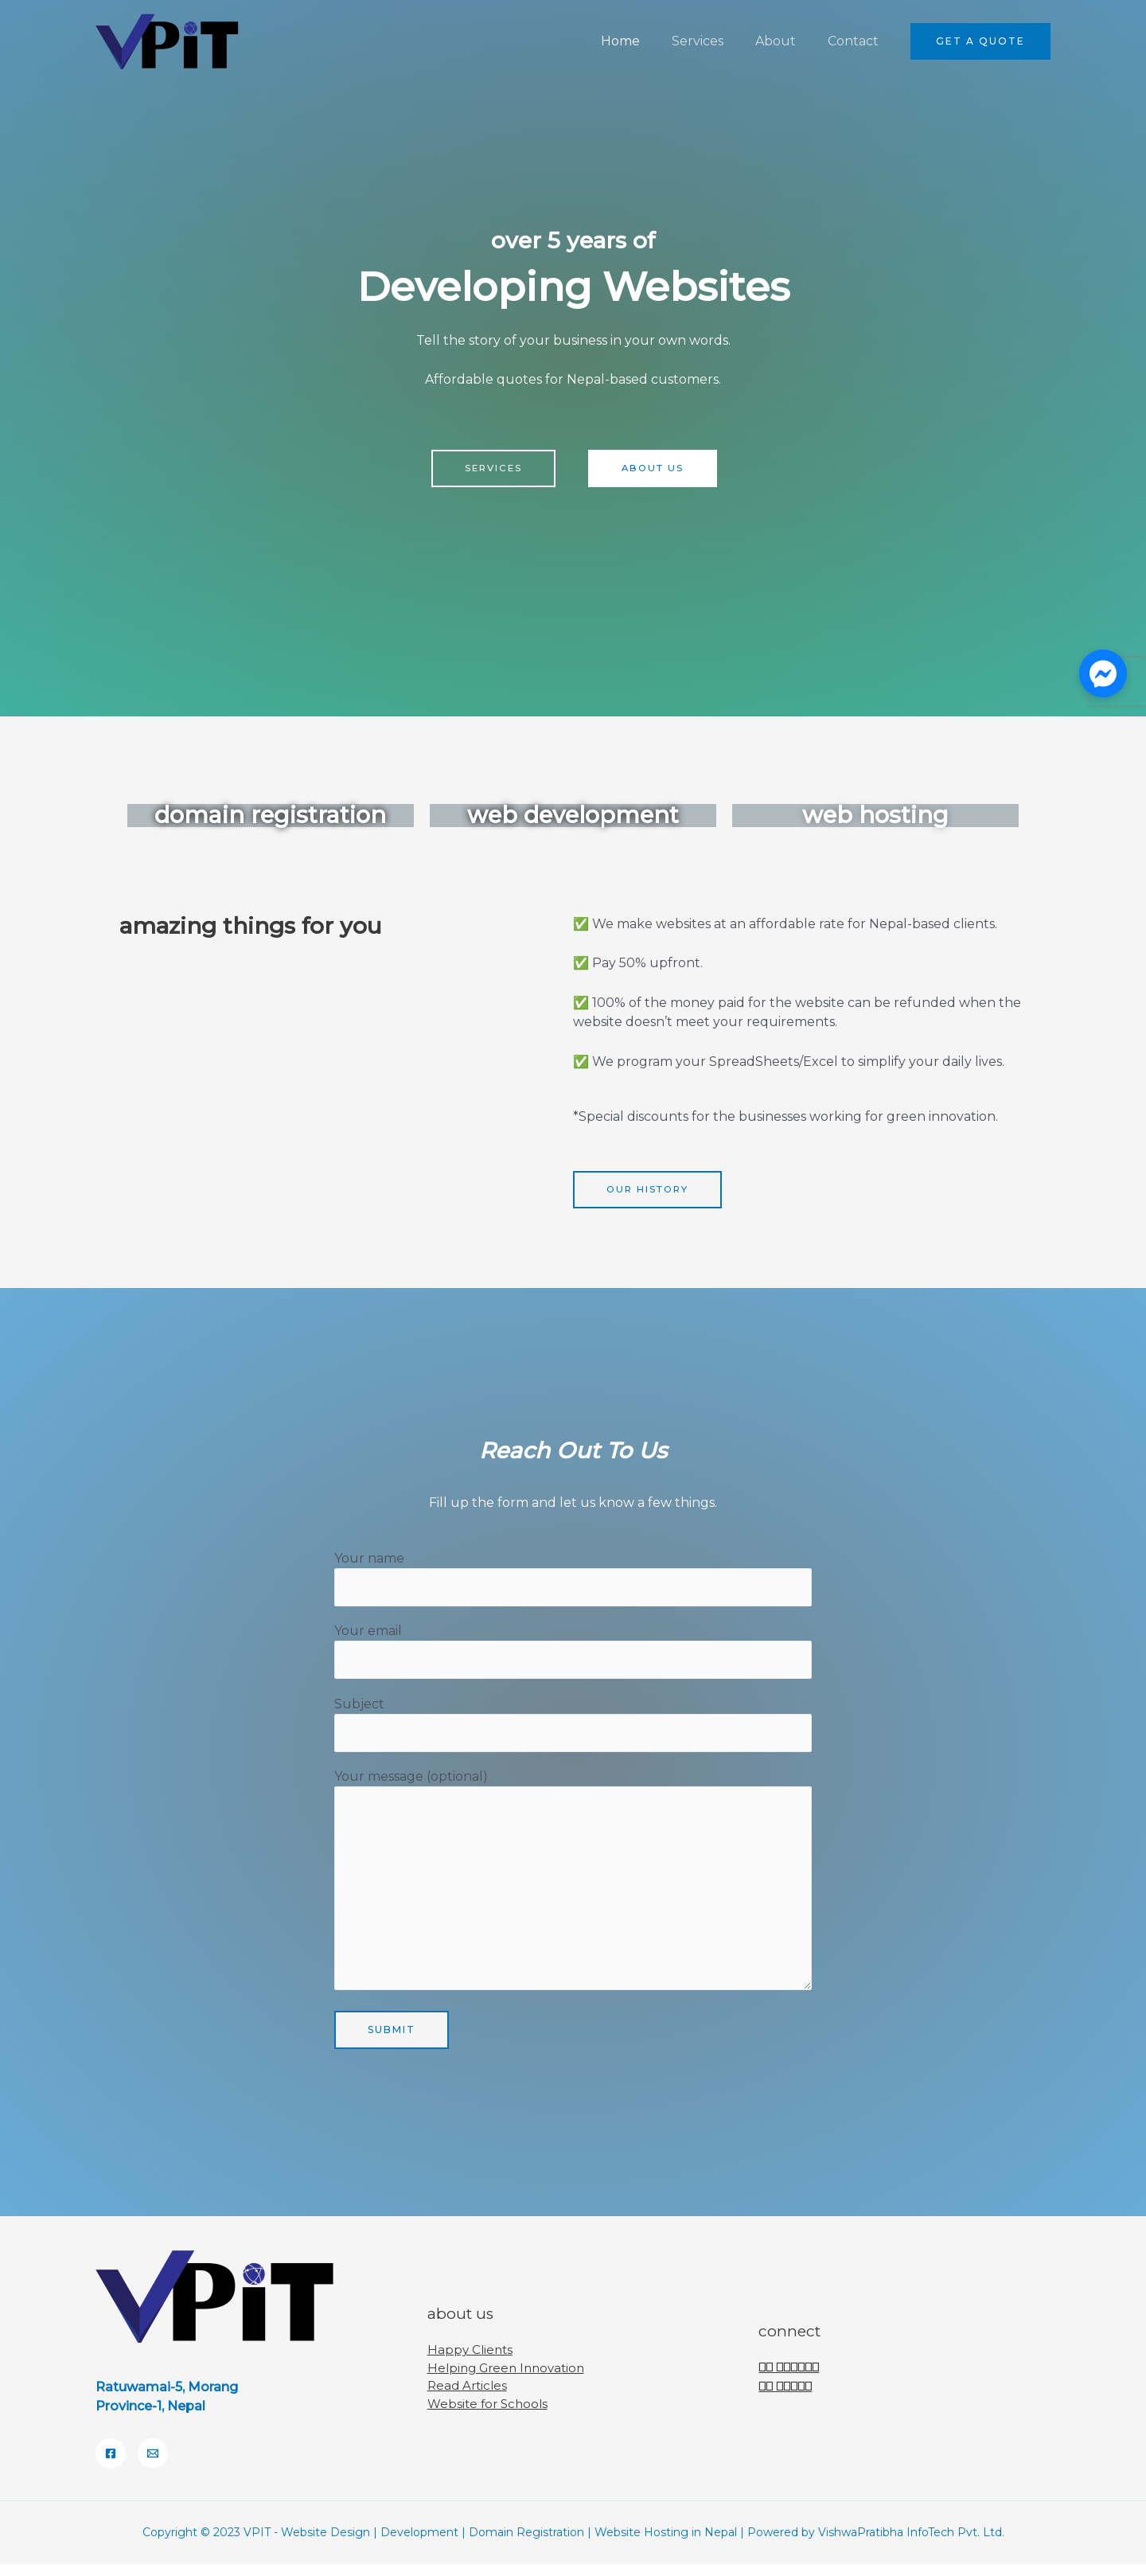 VPiT
Home
Services
About
Contact
GET A QUOTE
over 5 years of
Developing Websites
Tell the story of your business in your own words.
Affordable quotes for Nepal-based customers.
SERVICES
ABOUT US
domain registration
web development
web hosting
amazing things for you
✅ We make websites at an affordable rate for Nepal-based clients.
✅ Pay 50% upfront.
✅ 100% of the money paid for the website can be refunded when the
website doesn’t meet your requirements.
✅ We program your SpreadSheets/Excel to simplify your daily lives.
*Special discounts for the businesses working for green innovation.
OUR HISTORY
Reach Out To Us
Fill up the form and let us know a few things.
Your name
Your email
Subject
Your message (optional)
SUBMIT
VPiT
Ratuwamai-5, Morang
Province-1, Nepal
about us
Happy Clients
Helping Green Innovation
Read Articles
Website for Schools
connect
Copyright © 2023 VPIT - Website Design | Development | Domain Registration | Website Hosting in Nepal | Powered by VishwaPratibha InfoTech Pvt. Ltd.